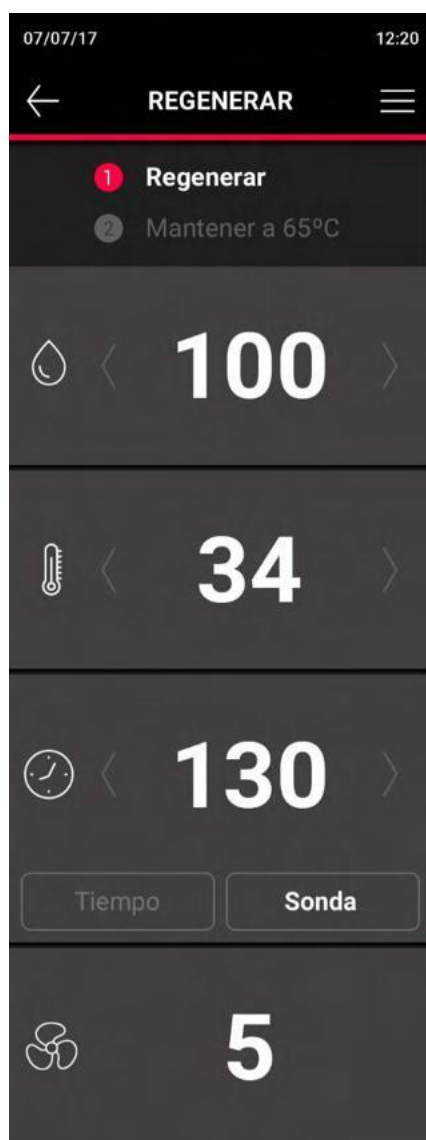 07/07/17 12:20
REGENERAR
1 Regenerar
2 Mantener a 65ºC
100
34
130
Tiempo Sonda
5